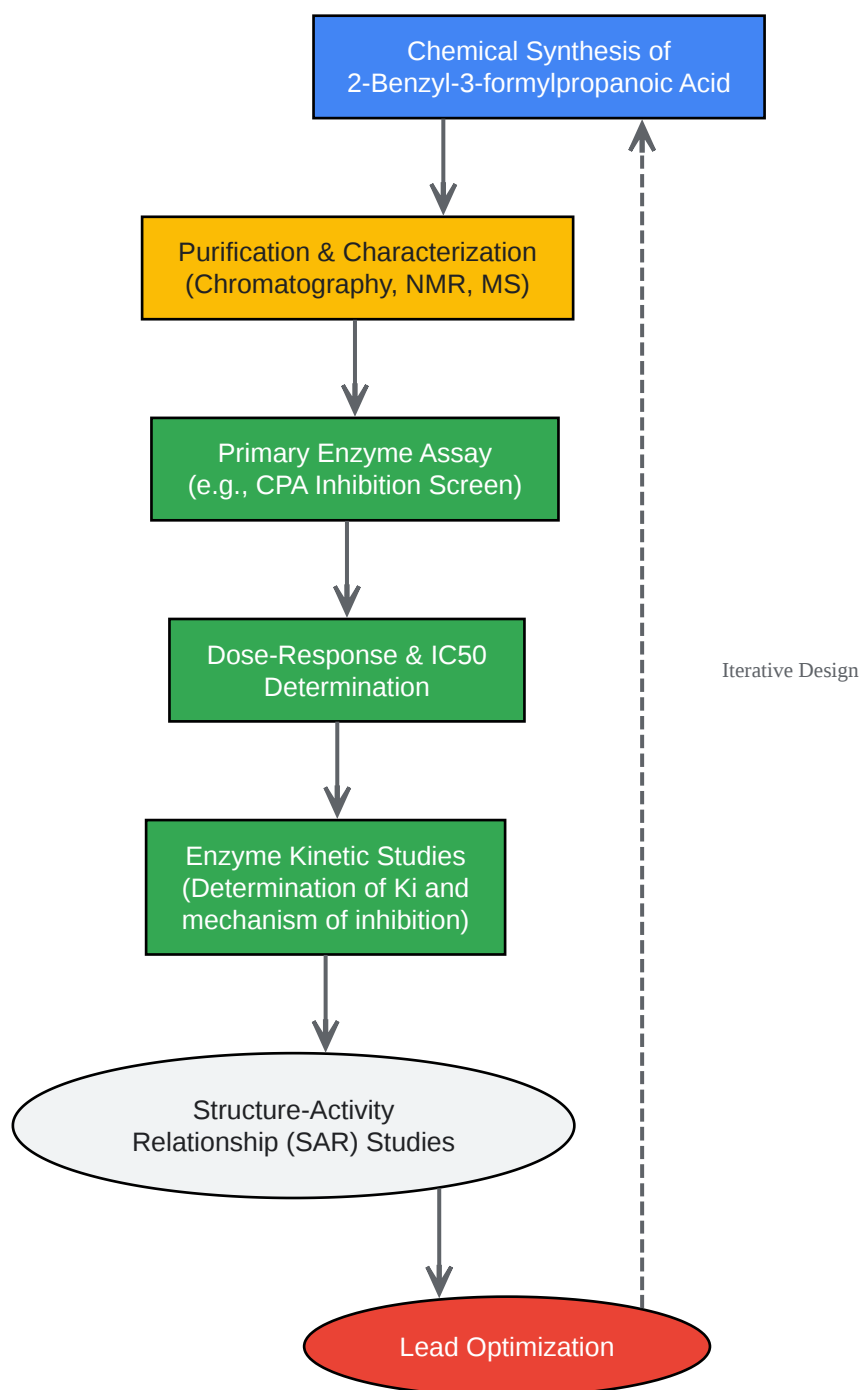 Chemical Synthesis of
2-Benzyl-3-formylpropanoic Acid
Purification & Characterization
(Chromatography, NMR, MS)
Primary Enzyme Assay
(e.g., CPA Inhibition Screen)
Dose-Response & IC50
Determination
Iterative Design
Enzyme Kinetic Studies
(Determination of Ki and
mechanism of inhibition)
Structure-Activity
Relationship (SAR) Studies
Lead Optimization